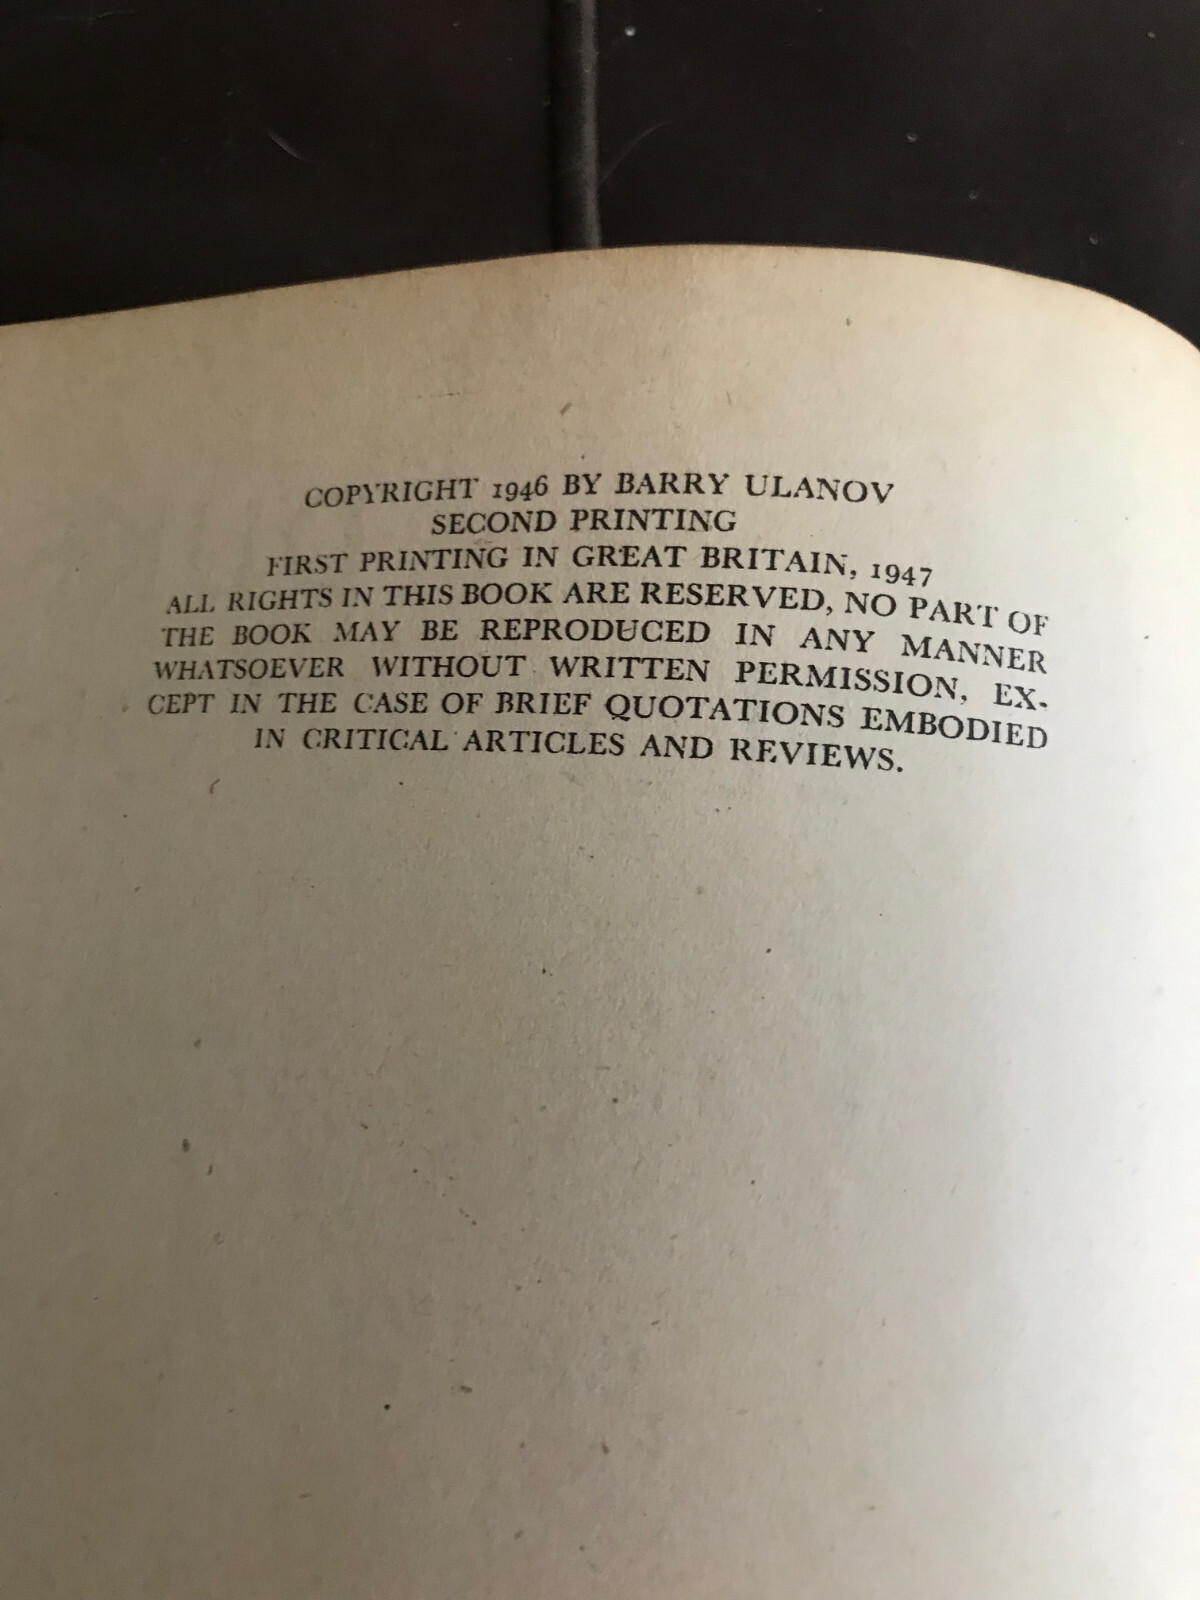 COPYRIGHT 1946 BY BARRY ULANOV
SECOND PRINTING
FIRST PRINTING IN GREAT BRITAIN, 1947
ALL RIGHTS IN THIS BOOK ARE RESERVED, NO PART OF
THE BOOK MAY BE REPRODUCED IN ANY MANNER
WHATSOEVER WITHOUT WRITTEN PERMISSION, EX-
CEPT IN THE CASE OF BRIEF QUOTATIONS EMBODIED
IN CRITICAL ARTICLES AND REVIEWS.